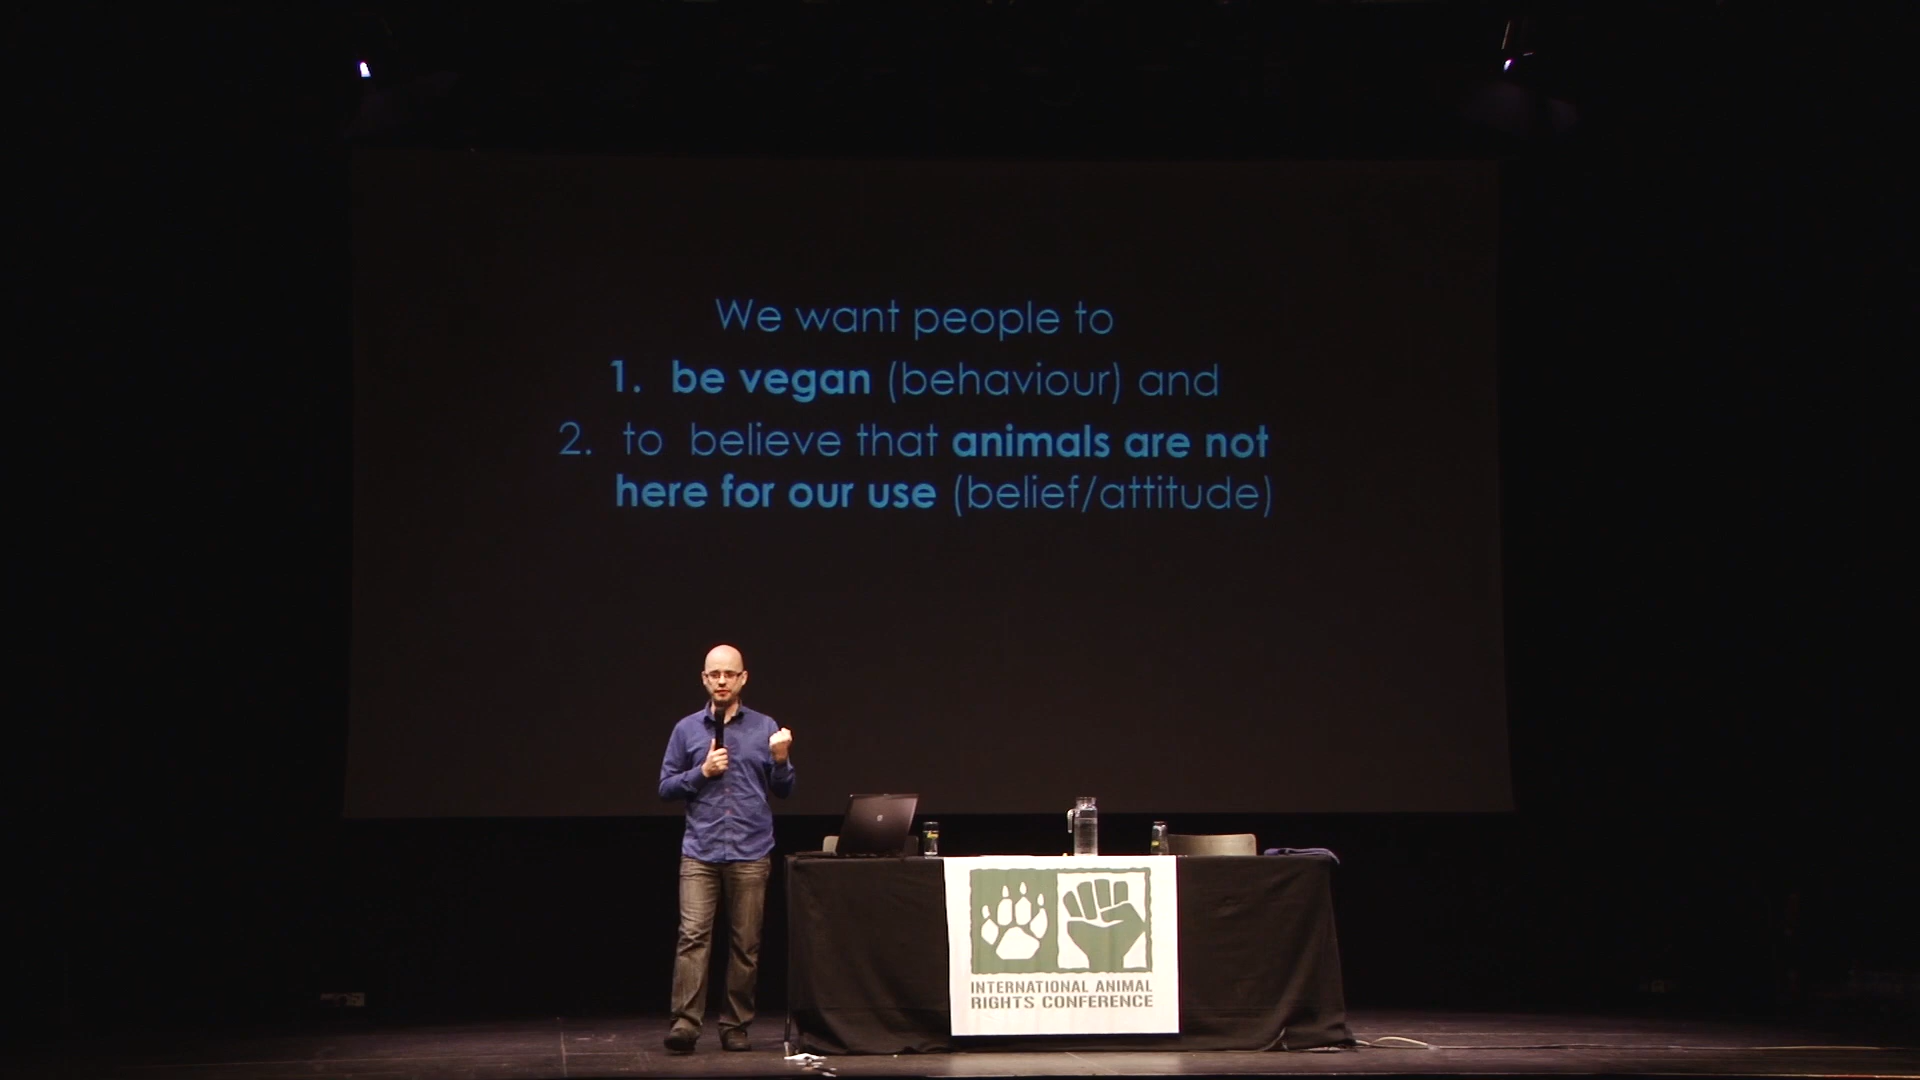 We want people to
1. be vegan (behaviour) and
2. to believe that animals are not
here for our use (belief/attitude)
INTERNATIONAL ANIMAL
RIGHTS CONFERENCE